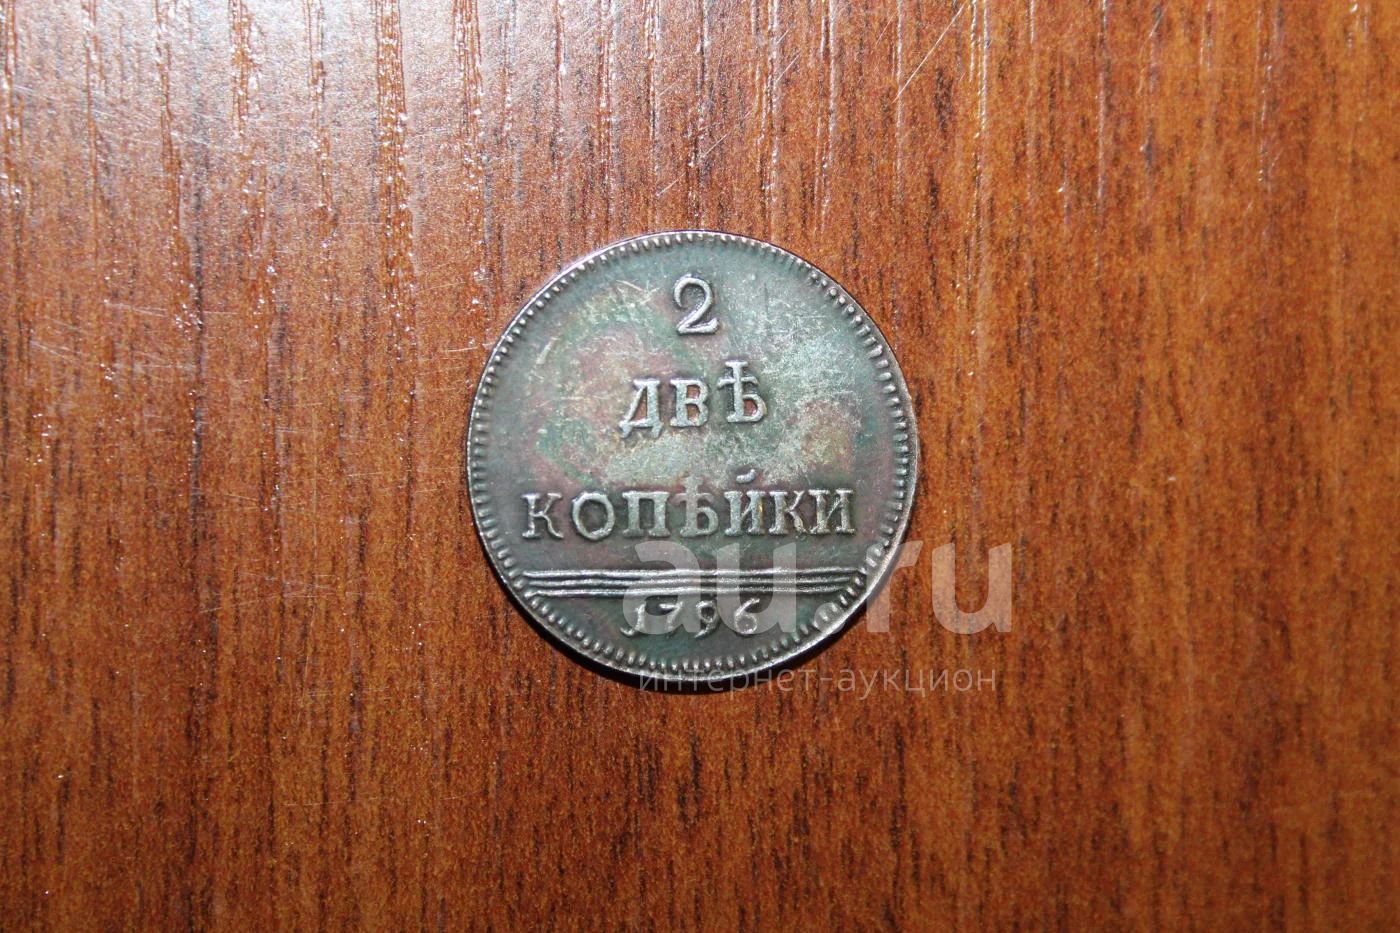 2
ДВѢ
КОПѢЙКИ
1796
au.ru
интернет-аукцион